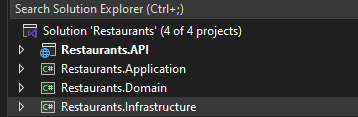 Search Solution Explorer (Ctrl+;)
Solution 'Restaurants' (4 of 4 projects)
Restaurants.API
C# Restaurants.Application
C# Restaurants.Domain
C# Restaurants.Infrastructure